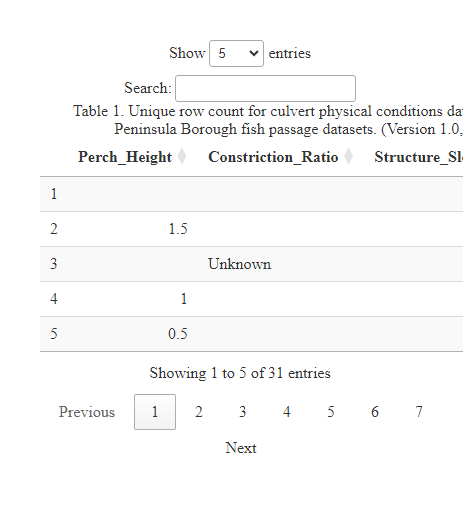 Show 5 entries
Search:
Table 1. Unique row count for culvert physical conditions
Peninsula Borough fish passage datasets. (Version 1.0,
Perch_Height Constriction_Ratio
1
2 1.5
3 Unknown
4 1
5 0.5
Showing 1 to 5 of 31 entries
Previous 1 2 3 4 5 6 7
Next